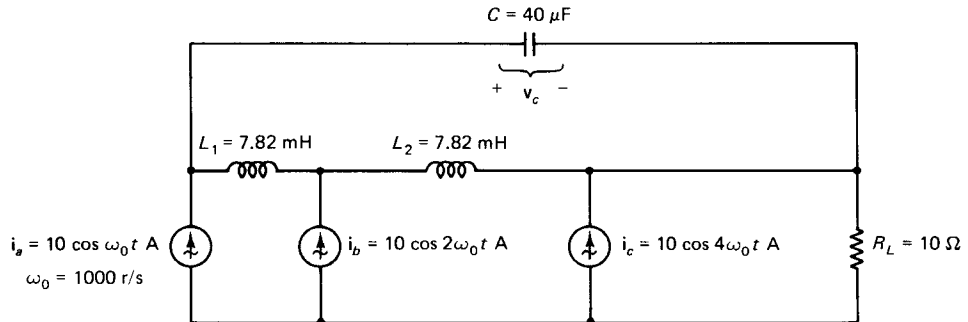 C = 40 μF
+ v_c −
L₁ = 7.82 mH
L₂ = 7.82 mH
i_a = 10 cos ω₀t A
ω₀ = 1000 r/s
i_b = 10 cos 2ω₀t A
i_c = 10 cos 4ω₀t A
R_L = 10 Ω